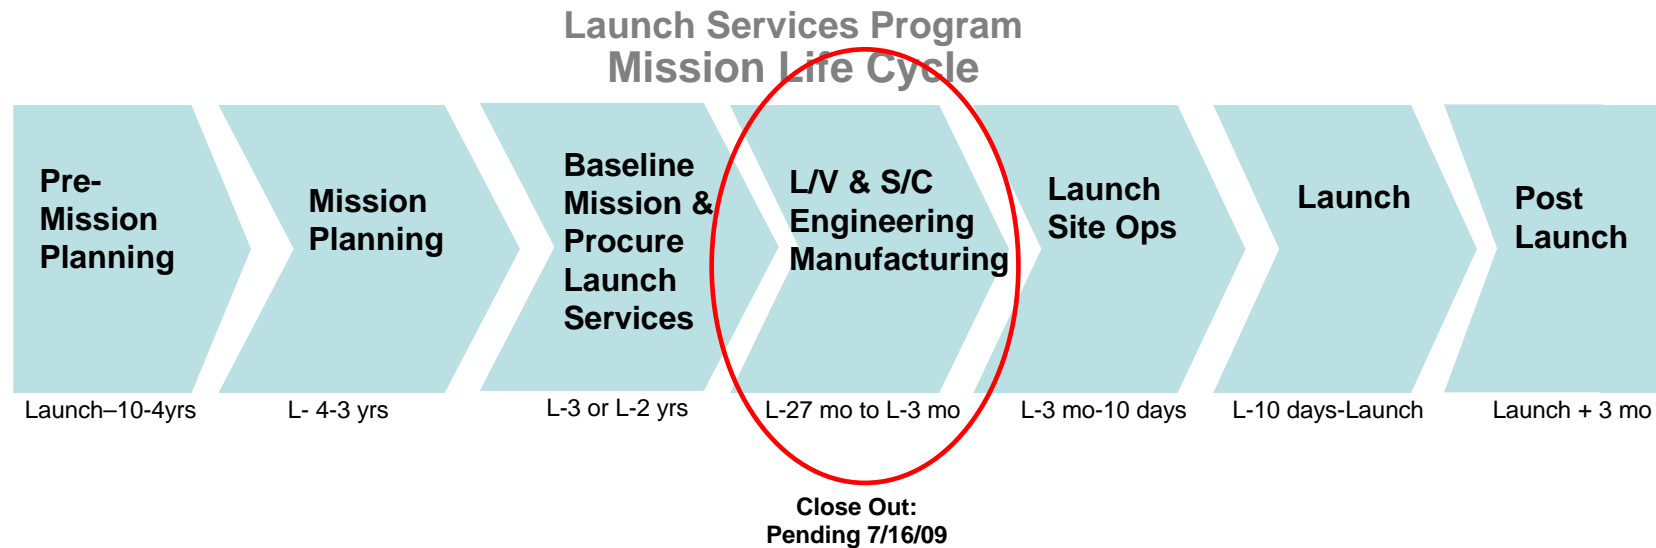 Launch Services Program
Mission Life Cycle
Pre-
Mission
Planning
Mission
Planning
Baseline
Mission &
Procure
Launch
Services
L/V & S/C
Engineering
Manufacturing
Launch
Site Ops
Launch
Post
Launch
Launch–10-4yrs
L- 4-3 yrs
L-3 or L-2 yrs
L-27 mo to L-3 mo
L-3 mo-10 days
L-10 days-Launch
Launch + 3 mo
Close Out:
Pending 7/16/09